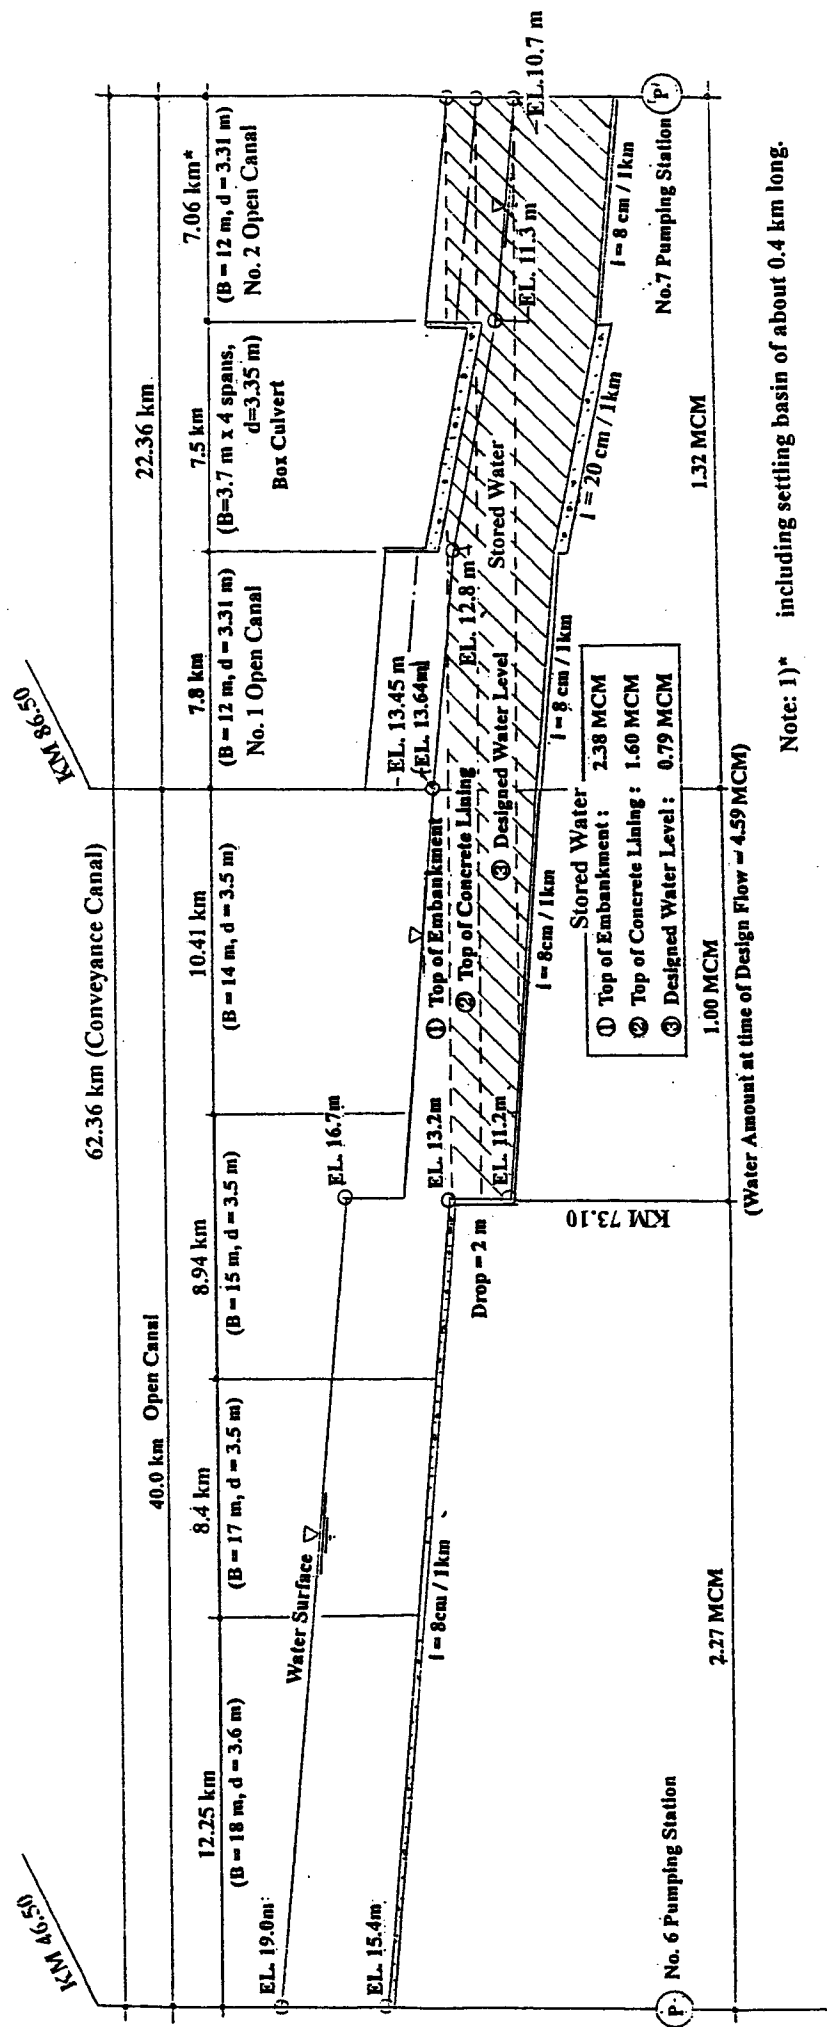 KM 46.50
KM 86.50
62.36 km (Conveyance Canal)
40.0 km Open Canal
22.36 km
12.25 km
(B = 18 m, d = 3.6 m)
8.4 km
(B = 17 m, d = 3.5 m)
8.94 km
(B = 15 m, d = 3.5 m)
10.41 km
(B = 14 m, d = 3.5 m)
7.8 km
(B = 12 m, d = 3.31 m)
No. 1 Open Canal
7.5 km
(B=3.7 m x 4 spans,
d=3.35 m)
Box Culvert
7.06 km*
(B = 12 m, d = 3.31 m)
No. 2 Open Canal
EL. 19.0m
Water Surface
EL. 16.7m
EL. 13.45 m
EL. 13.64m
① Top of Embankment
② Top of Concrete Lining
③ Designed Water Level
EL. 12.8 m
Stored Water
EL. 11.3 m
EL.10.7 m
EL. 15.4m
I = 8cm / 1km
EL. 13.2m
EL. 11.2m
Drop = 2 m
KM 73.10
I = 8cm / 1km
I = 8 cm / 1km
I = 20 cm / 1km
I = 8 cm / 1km
Stored Water
① Top of Embankment : 2.38 MCM
② Top of Concrete Lining : 1.60 MCM
③ Designed Water Level : 0.79 MCM
P
No. 6 Pumping Station
No.7 Pumping Station
P
2.27 MCM
1.00 MCM
1.32 MCM
(Water Amount at time of Design Flow = 4.59 MCM)
Note: 1)* including settling basin of about 0.4 km long.